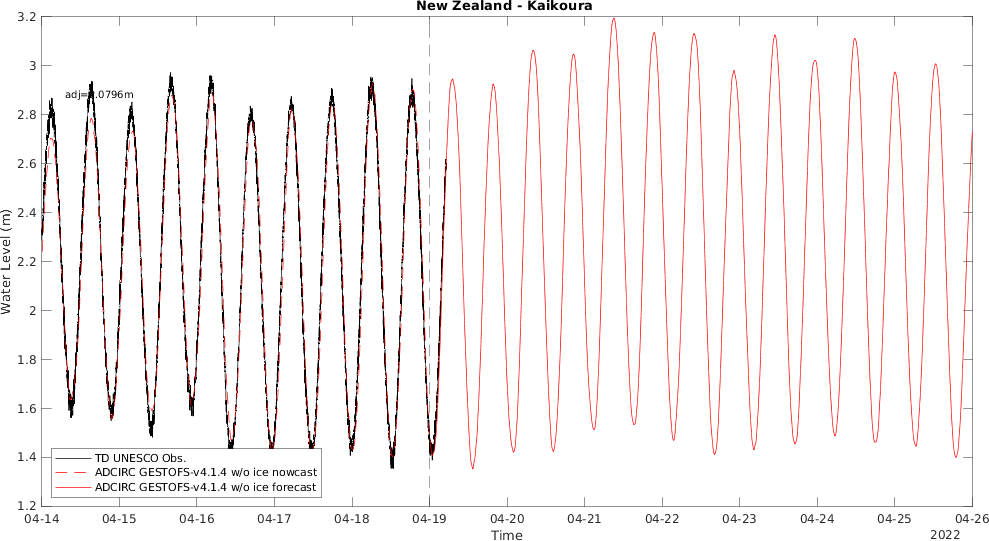 New Zealand - Kaikoura
3.2
3
2.8
2.6
2.4
2.2
2
1.8
1.6
1.4
1.2
Water Level (m)
TD UNESCO Obs.
ADCIRC GESTOFS-v4.1.4 w/o ice nowcast
ADCIRC GESTOFS-v4.1.4 w/o ice forecast
04-14 04-15 04-16 04-17 04-18 04-19 04-20 04-21 04-22 04-23 04-24 04-25 04-26
Time
2022